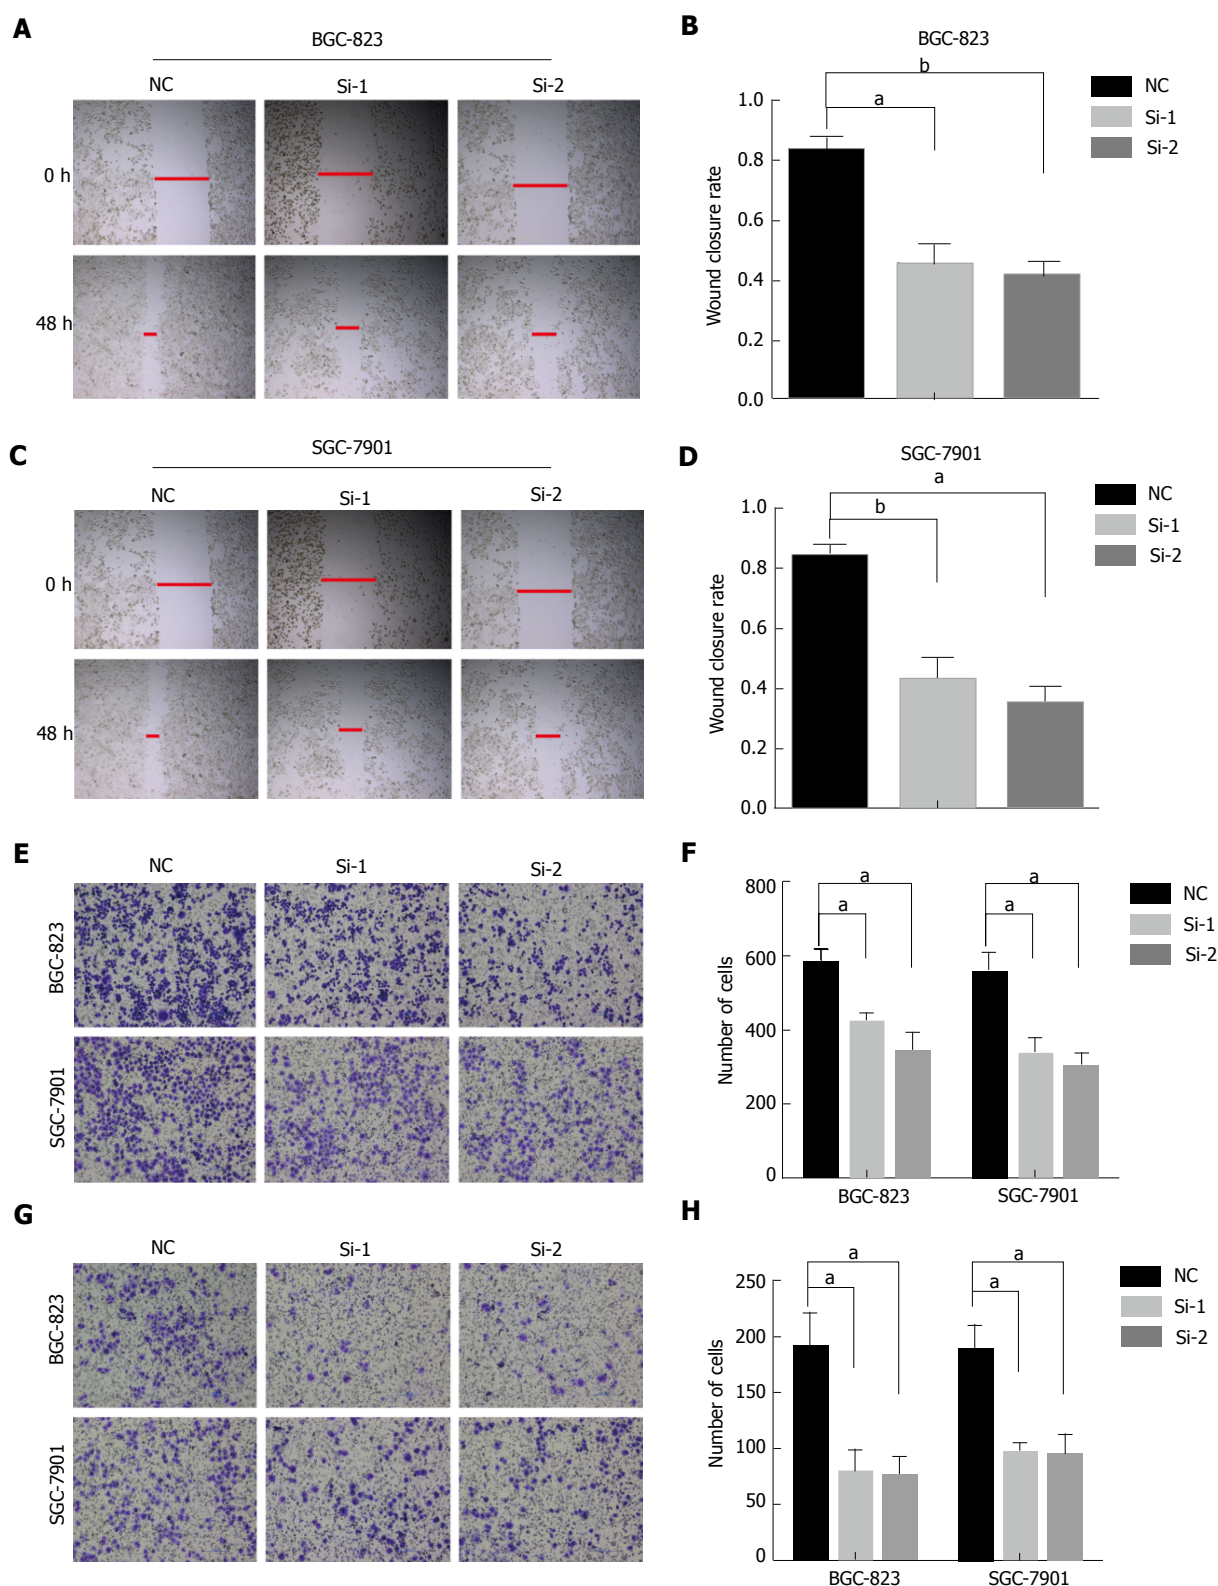 A
BGC-823
NC Si-1 Si-2
0 h
48 h
B
BGC-823
b
a
NC
Si-1
Si-2
Wound closure rate
1.0
0.8
0.6
0.4
0.2
0.0
C
SGC-7901
NC Si-1 Si-2
0 h
48 h
D
SGC-7901
a
b
NC
Si-1
Si-2
Wound closure rate
1.0
0.8
0.6
0.4
0.2
0.0
E
NC Si-1 Si-2
BGC-823
SGC-7901
F
a a
a a
NC
Si-1
Si-2
Number of cells
800
600
400
200
0
BGC-823 SGC-7901
G
NC Si-1 Si-2
BGC-823
SGC-7901
H
a a
a a
NC
Si-1
Si-2
Number of cells
250
200
150
100
50
0
BGC-823 SGC-7901